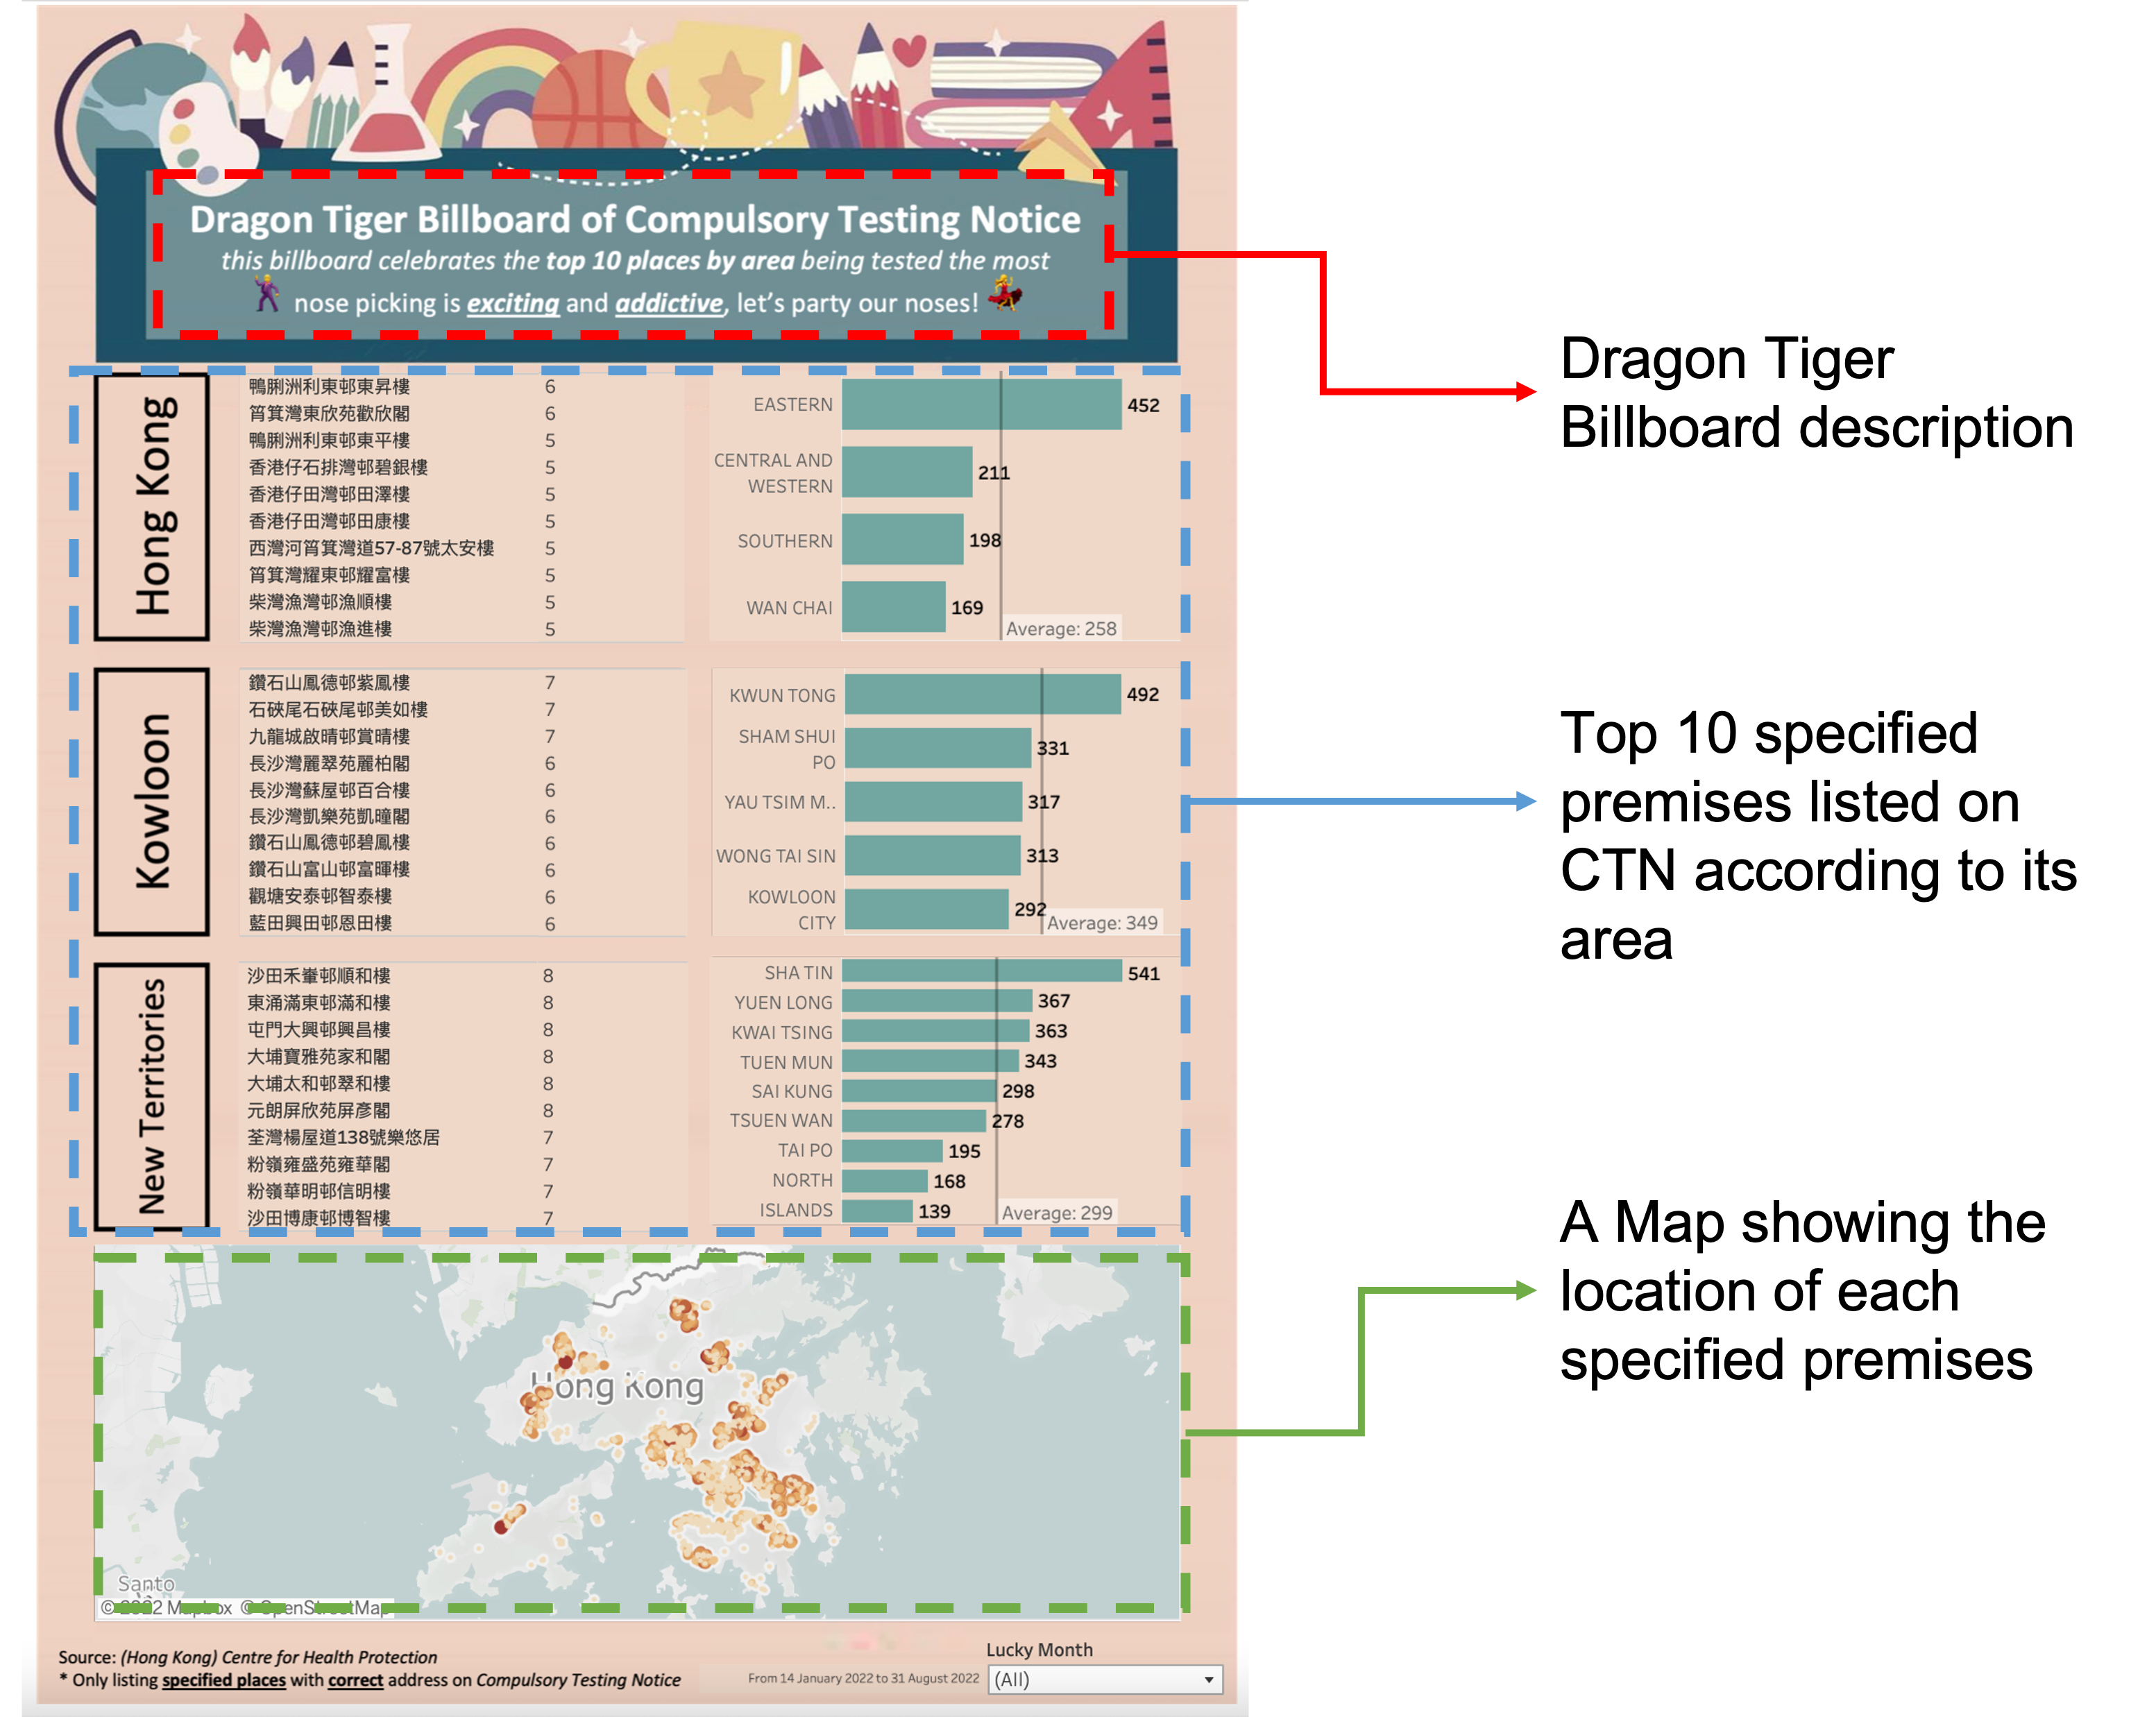 Dragon Tiger Billboard of Compulsory Testing Notice
this billboard celebrates the top 10 places by area being tested the most
nose picking is exciting and addictive, let's party our noses!
Dragon Tiger
Billboard description
Hong Kong
鴨脷洲利東邨東昇樓 6
筲箕灣東欣苑歡欣閣 6
鴨脷洲利東邨東平樓 5
香港仔石排灣邨碧銀樓 5
香港仔田灣邨田澤樓 5
香港仔田灣邨田康樓 5
西灣河筲箕灣道57-87號太安樓 5
筲箕灣耀東邨耀富樓 5
柴灣漁灣邨漁順樓 5
柴灣漁灣邨漁進樓 5
EASTERN 452
CENTRAL AND
WESTERN 211
SOUTHERN 198
WAN CHAI 169
Average: 258
Kowloon
鑽石山鳳德邨紫鳳樓 7
石硤尾石硤尾邨美如樓 7
九龍城啟晴邨賞晴樓 7
長沙灣麗翠苑麗柏閣 6
長沙灣蘇屋邨百合樓 6
長沙灣凱樂苑凱曈閣 6
鑽石山鳳德邨碧鳳樓 6
鑽石山富山邨富暉樓 6
觀塘安泰邨智泰樓 6
藍田興田邨恩田樓 6
KWUN TONG 492
SHAM SHUI
PO 331
YAU TSIM M.. 317
WONG TAI SIN 313
KOWLOON
CITY 292
Average: 349
Top 10 specified
premises listed on
CTN according to its
area
New Territories
沙田禾輋邨順和樓 8
東涌滿東邨滿和樓 8
屯門大興邨興昌樓 8
大埔寶雅苑家和閣 8
大埔太和邨翠和樓 8
元朗屏欣苑屏彥閣 8
荃灣楊屋道138號樂悠居 7
粉嶺雍盛苑雍華閣 7
粉嶺華明邨信明樓 7
沙田博康邨博智樓 7
SHA TIN 541
YUEN LONG 367
KWAI TSING 363
TUEN MUN 343
SAI KUNG 298
TSUEN WAN 278
TAI PO 195
NORTH 168
ISLANDS 139
Average: 299
A Map showing the
location of each
specified premises
Hong Kong
Santo
© 2022 Mapbox © OpenStreetMap
Source: (Hong Kong) Centre for Health Protection
* Only listing specified places with correct address on Compulsory Testing Notice
From 14 January 2022 to 31 August 2022
Lucky Month
(All)